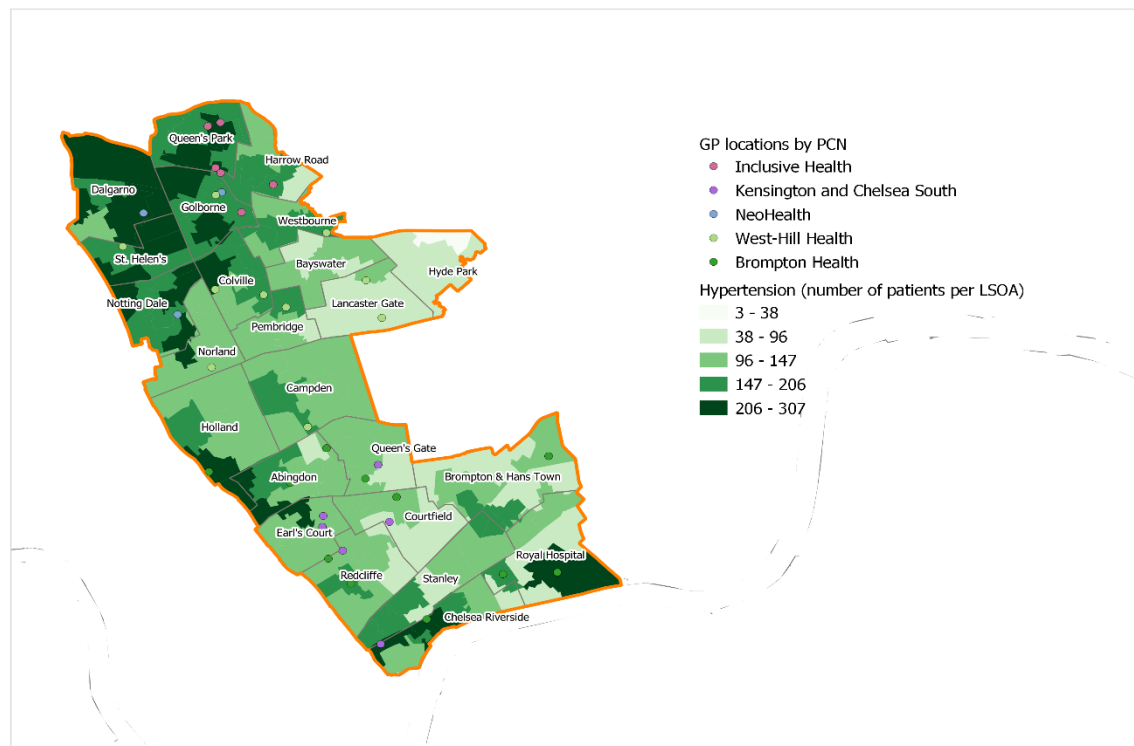 Queen's Park
Harrow Road
Dalgarno
Golborne
Westbourne
St. Helen's
Bayswater
Hyde Park
Colville
Notting Dale
Lancaster Gate
Pembridge
Norland
Campden
Holland
Queen's Gate
Abingdon
Brompton & Hans Town
Courtfield
Earl's Court
Royal Hospital
Redcliffe
Stanley
Chelsea Riverside
GP locations by PCN
Inclusive Health
Kensington and Chelsea South
NeoHealth
West-Hill Health
Brompton Health
Hypertension (number of patients per LSOA)
3 - 38
38 - 96
96 - 147
147 - 206
206 - 307